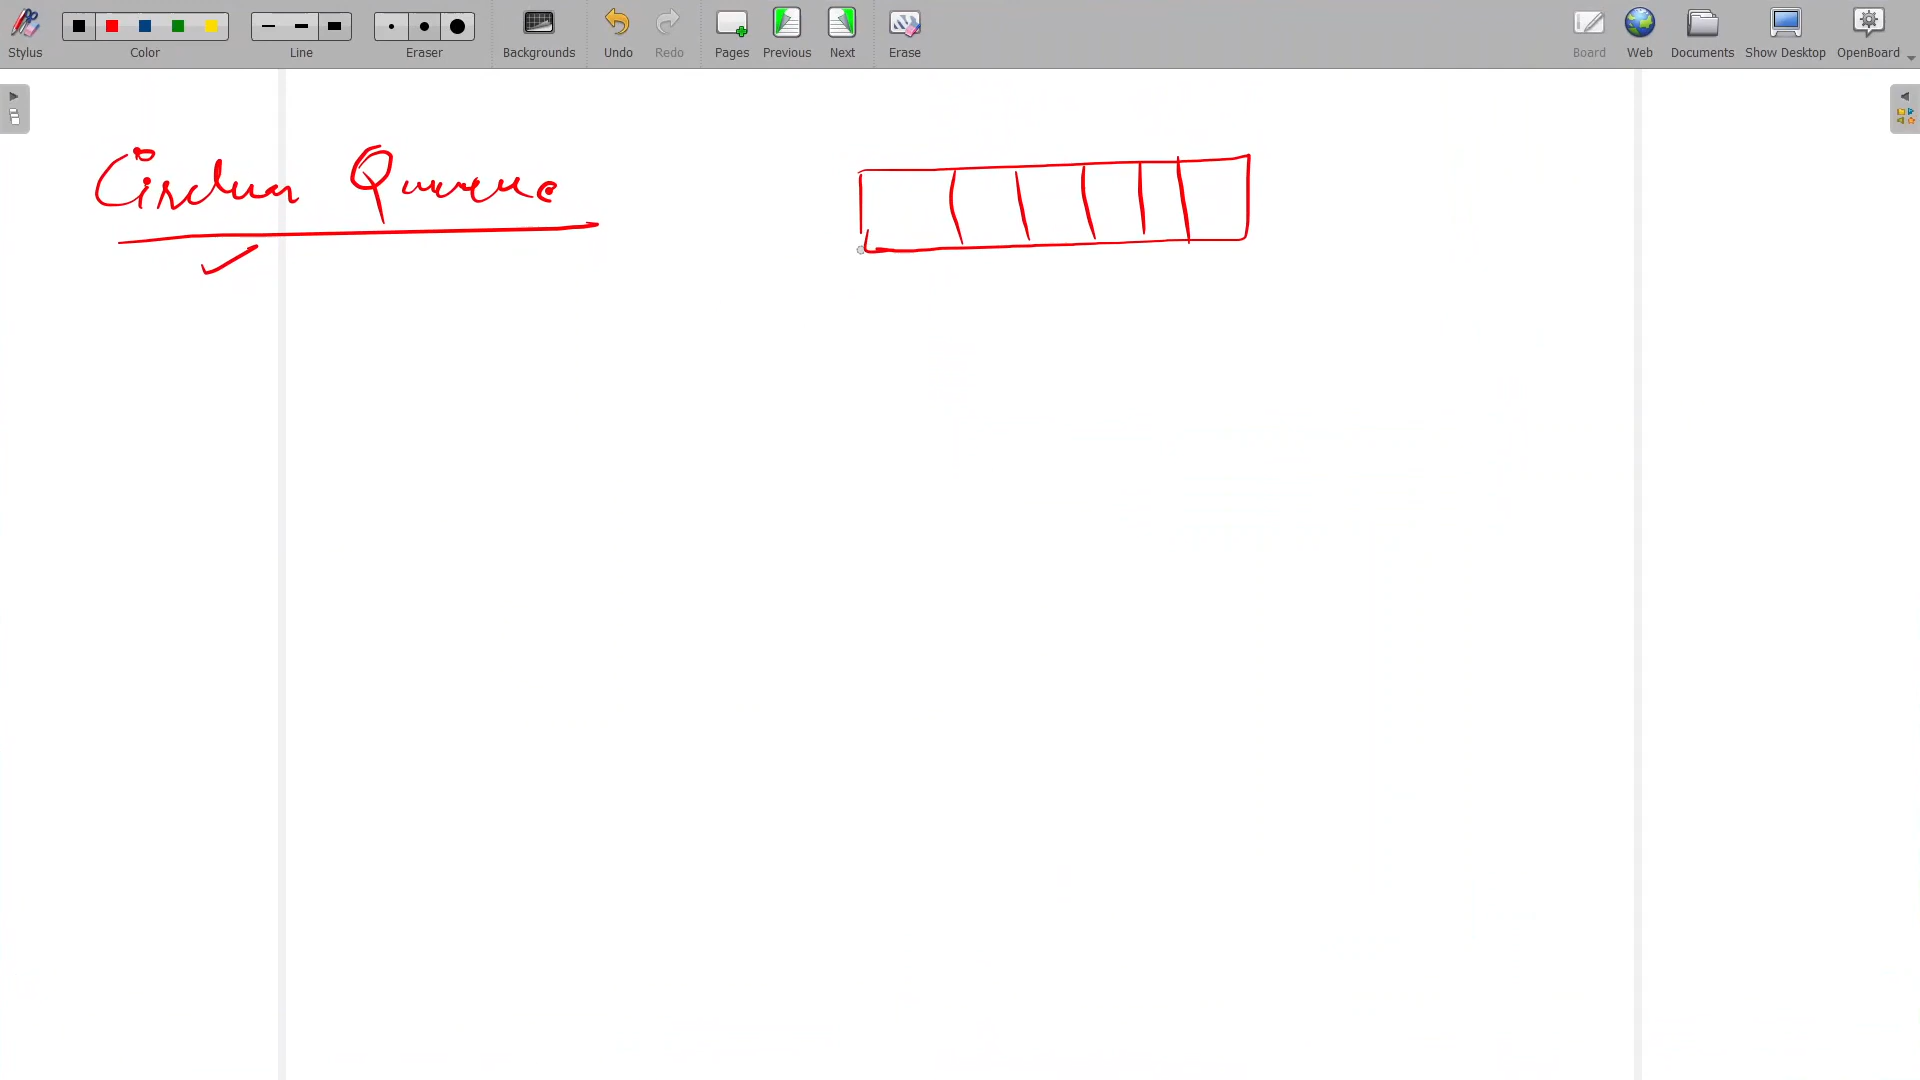 Stylus
Color
Line
Eraser
Backgrounds
Undo
Redo
Pages
Previous
Next
Erase
Board
Web
Documents
Show Desktop
OpenBoard
Circular Queue